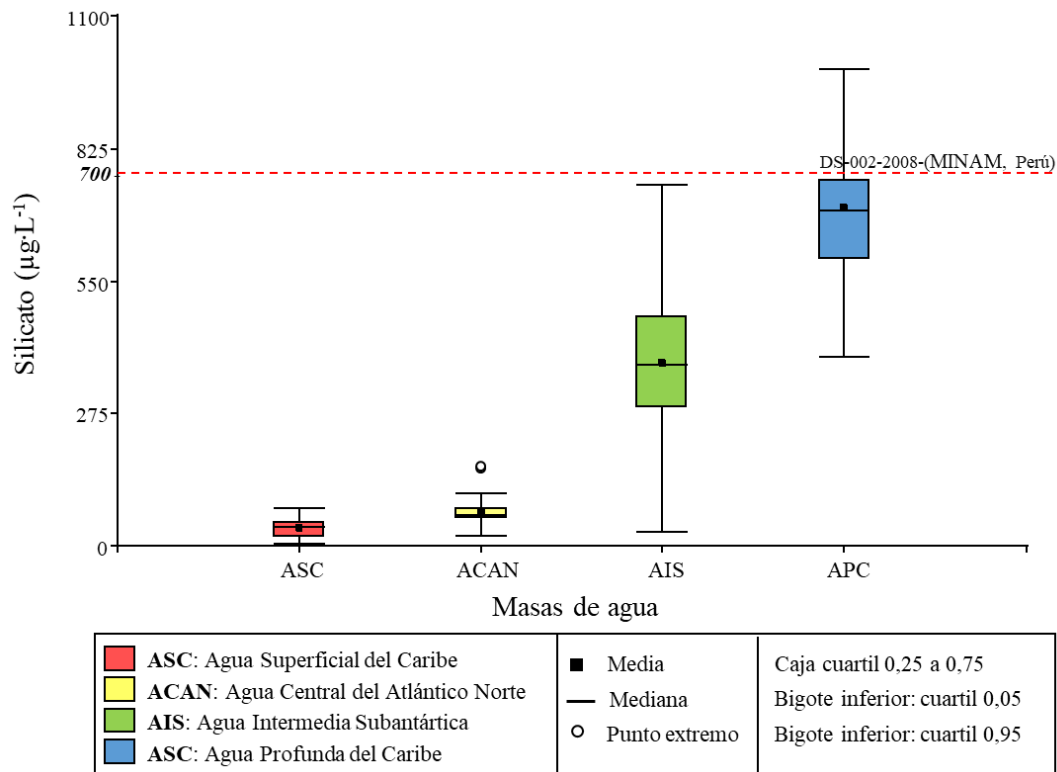 1100
825
700
DS-002-2008-(MINAM, Perú)
550
275
0
Silicato (µg·L⁻¹)
ASC ACAN AIS APC
Masas de agua
ASC: Agua Superficial del Caribe
ACAN: Agua Central del Atlántico Norte
AIS: Agua Intermedia Subantártica
ASC: Agua Profunda del Caribe
Media
Mediana
Punto extremo
Caja cuartil 0,25 a 0,75
Bigote inferior: cuartil 0,05
Bigote inferior: cuartil 0,95